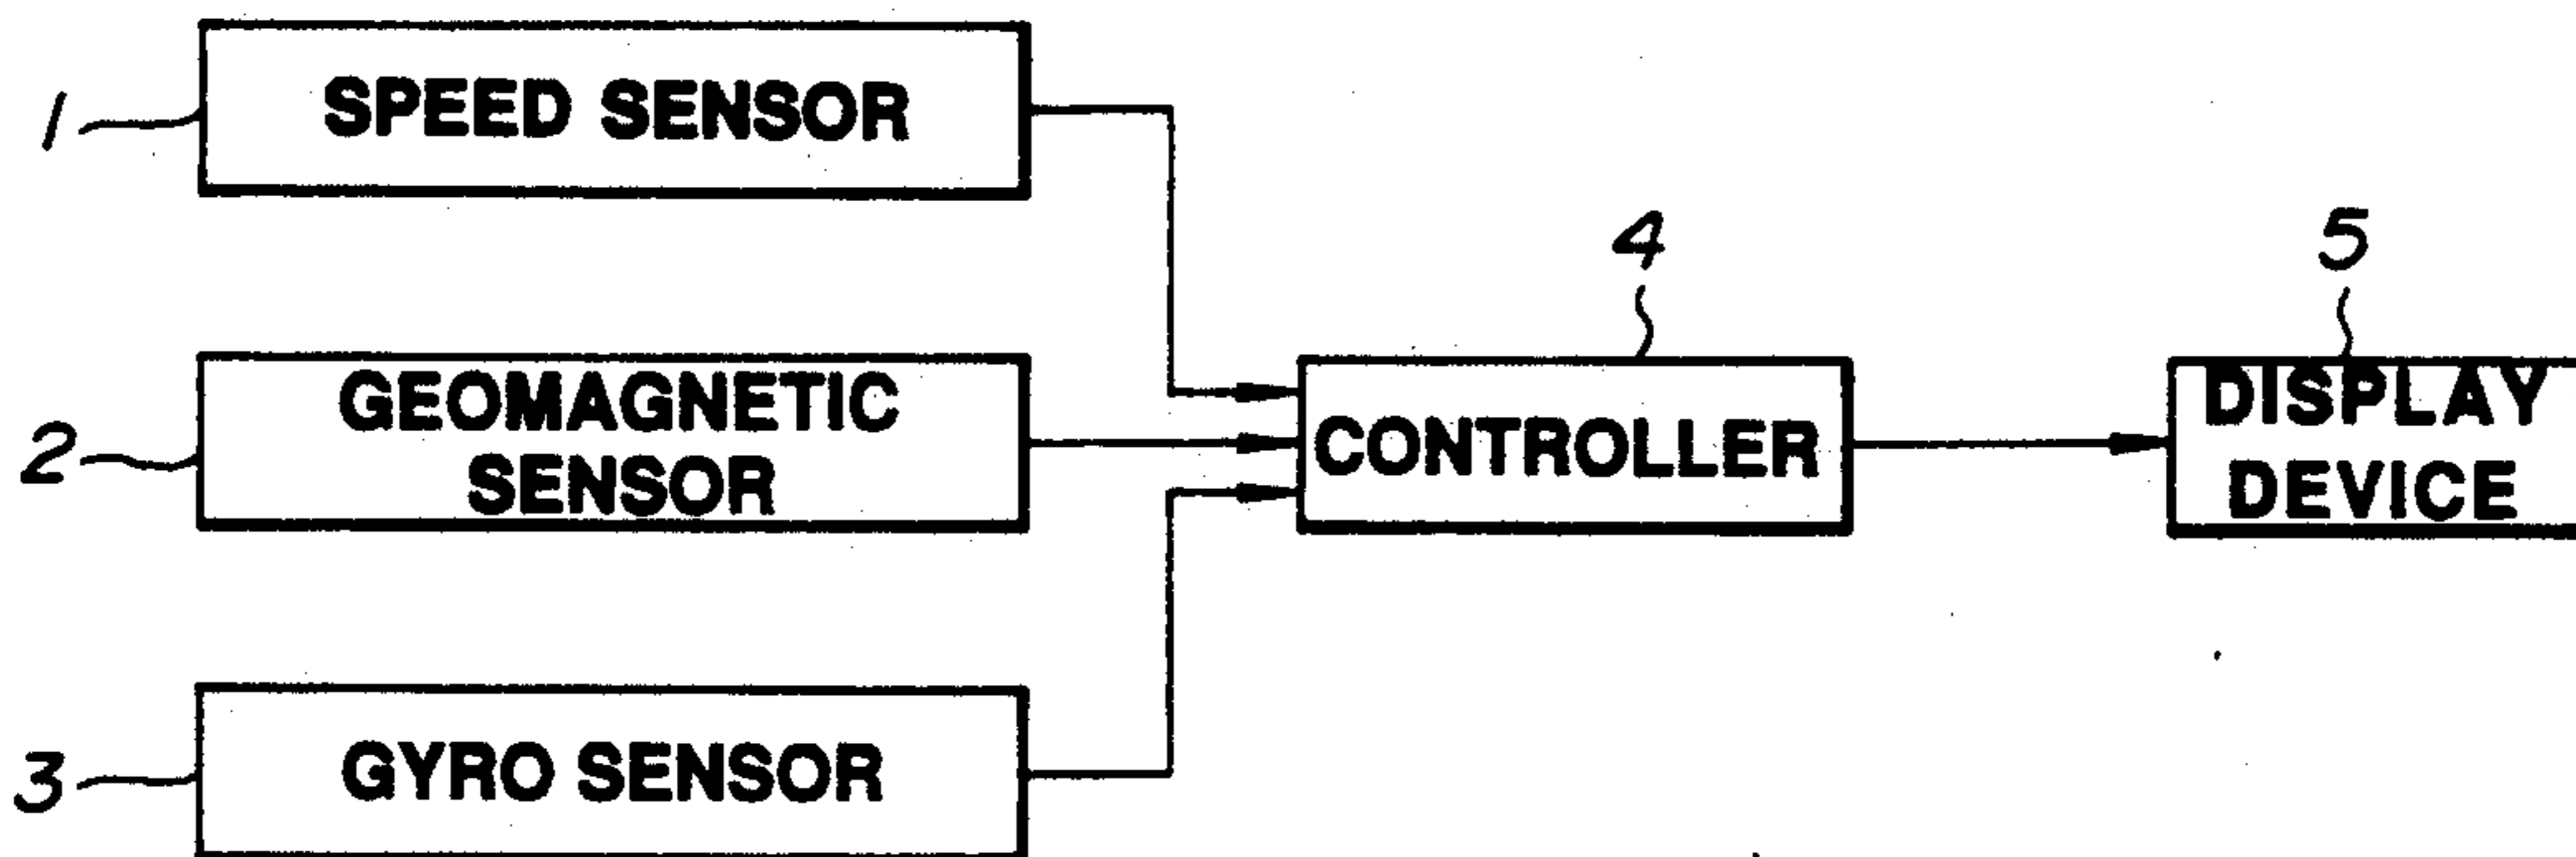 1
SPEED SENSOR
2
GEOMAGNETIC
SENSOR
3
GYRO SENSOR
4
CONTROLLER
5
DISPLAY
DEVICE